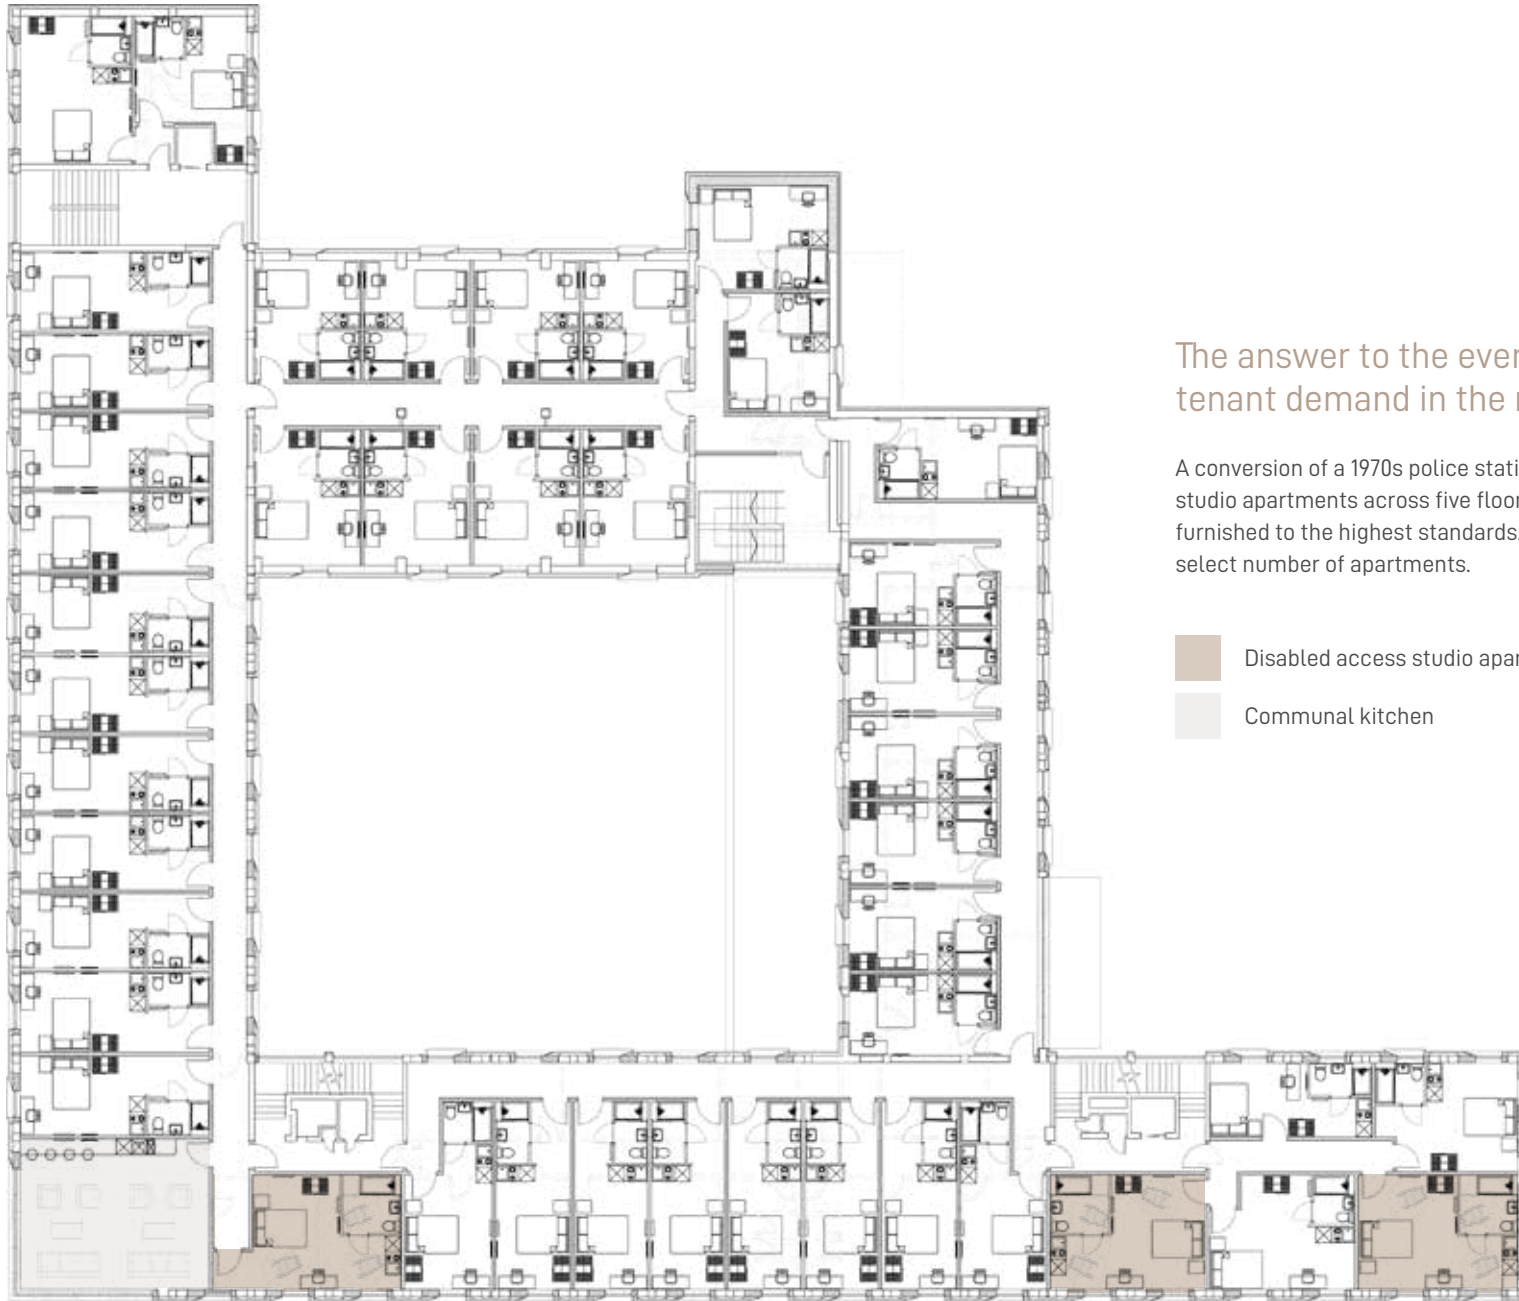 The answer to the ever
tenant demand in the
A conversion of a 1970s police stati
studio apartments across five floor
furnished to the highest standards.
select number of apartments.
Disabled access studio apar
Communal kitchen